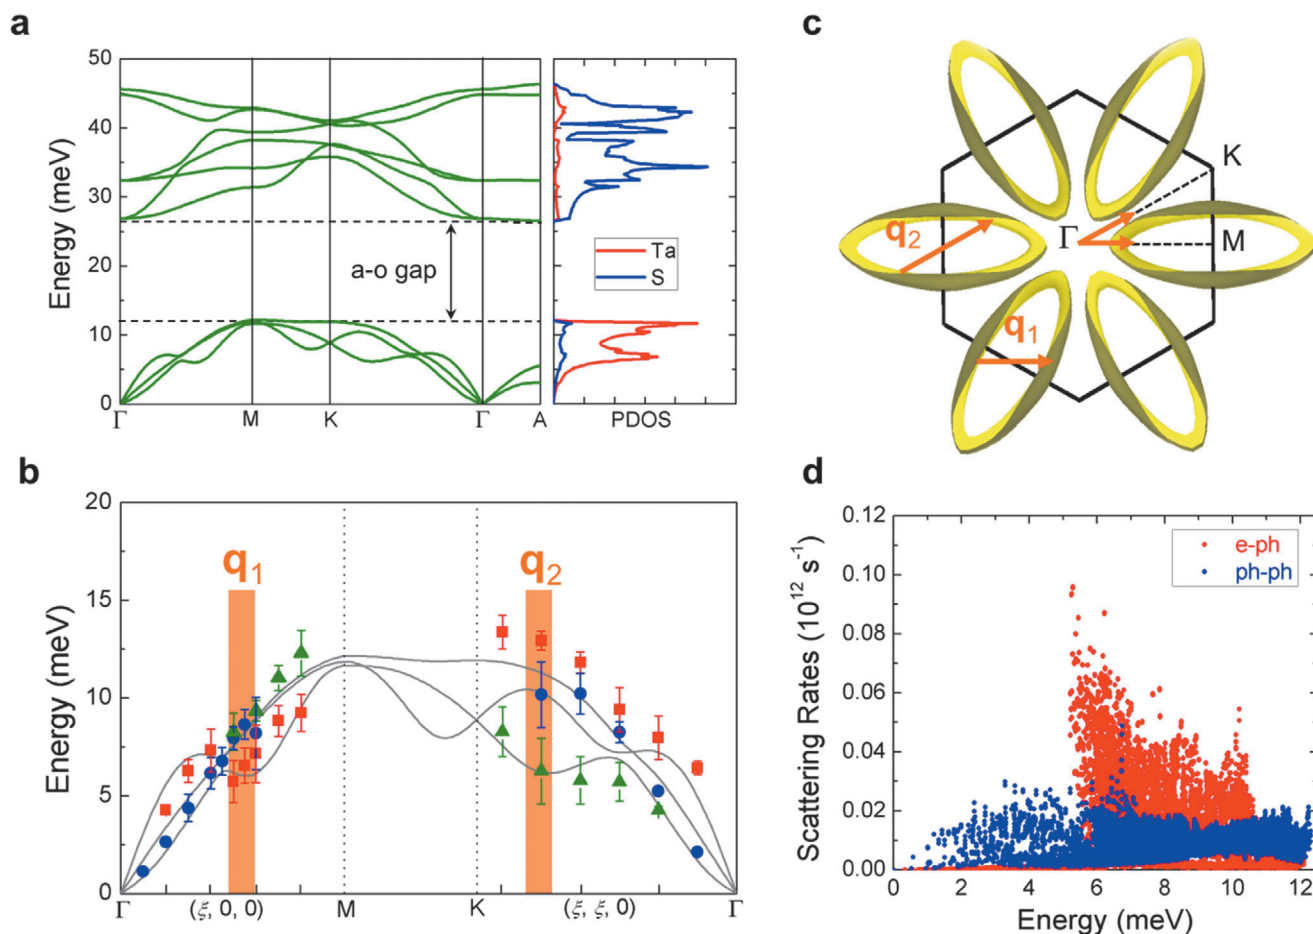 a
50
40
30
20
10
0
Energy (meV)
a-o gap
Γ
M
K
Γ
A
Ta
S
PDOS
b
20
15
10
5
0
Energy (meV)
q1
q2
Γ
(ξ, 0, 0)
M
K
(ξ, ξ, 0)
Γ
c
K
q2
Γ
M
q1
d
0.12
0.10
0.08
0.06
0.04
0.02
0.00
Scattering Rates (10¹² s⁻¹)
e-ph
ph-ph
0
2
4
6
8
10
12
Energy (meV)